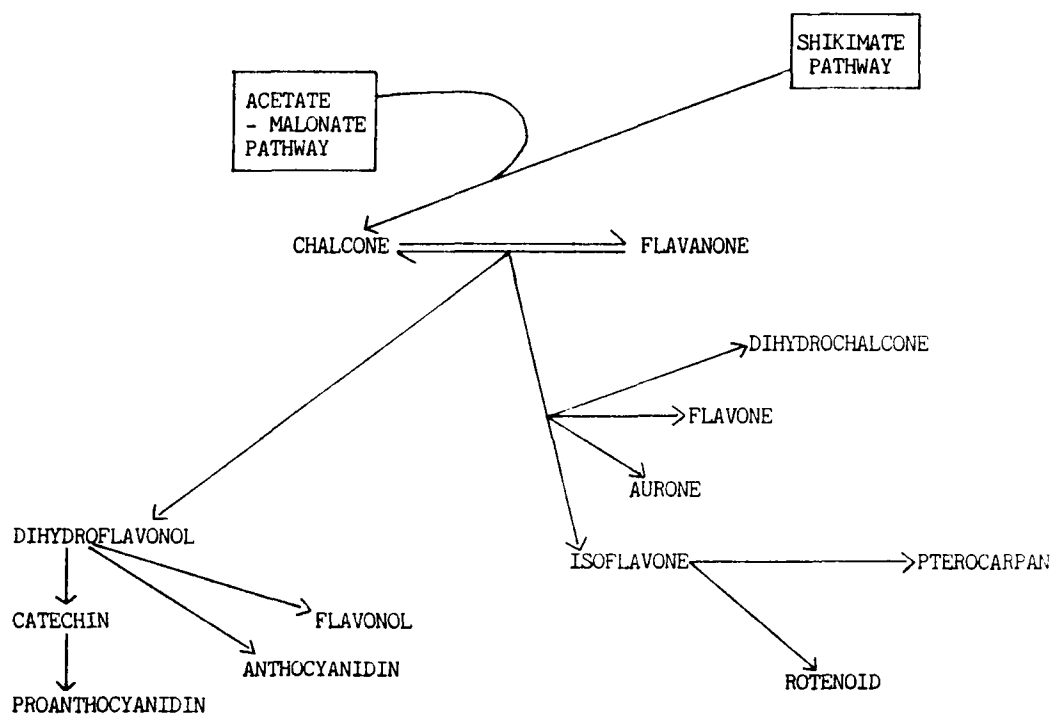 SHIKIMATE
PATHWAY
ACETATE
- MALONATE
PATHWAY
CHALCONE
FLAVANONE
DIHYDROCHALCONE
FLAVONE
AURONE
DIHYDROFLAVONOL
ISOFLAVONE
PTEROCARPAN
CATECHIN
FLAVONOL
ANTHOCYANIDIN
ROTENOID
PROANTHOCYANIDIN